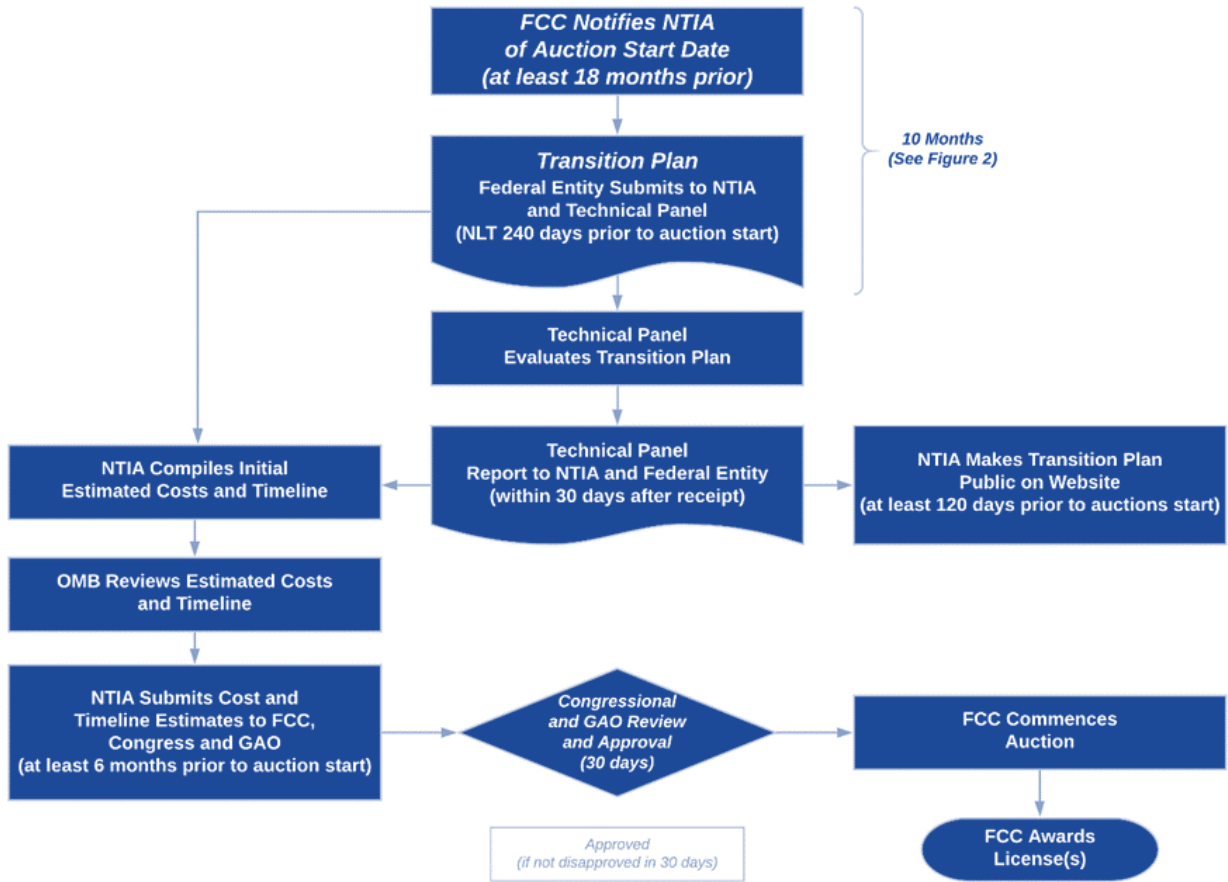 FCC Notifies NTIA
of Auction Start Date
(at least 18 months prior)
10 Months
(See Figure 2)
Transition Plan
Federal Entity Submits to NTIA
and Technical Panel
(NLT 240 days prior to auction start)
Technical Panel
Evaluates Transition Plan
NTIA Compiles Initial
Estimated Costs and Timeline
Technical Panel
Report to NTIA and Federal Entity
(within 30 days after receipt)
NTIA Makes Transition Plan
Public on Website
(at least 120 days prior to auctions start)
OMB Reviews Estimated Costs
and Timeline
NTIA Submits Cost and
Timeline Estimates to FCC,
Congress and GAO
(at least 6 months prior to auction start)
Congressional
and GAO Review
and Approval
(30 days)
FCC Commences
Auction
Approved
(if not disapproved in 30 days)
FCC Awards
License(s)